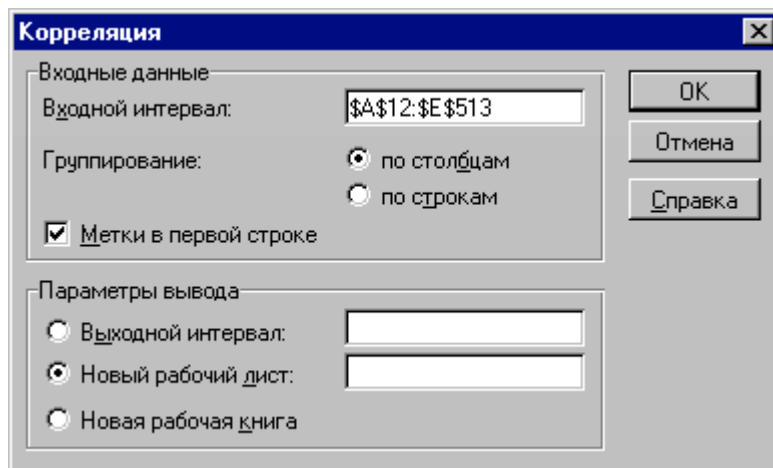 Корреляция
Входные данные
Входной интервал: $A$12:$E$513
OK
Группирование: по столбцам
Отмена
по строкам
Справка
Метки в первой строке
Параметры вывода
Выходной интервал:
Новый рабочий лист:
Новая рабочая книга